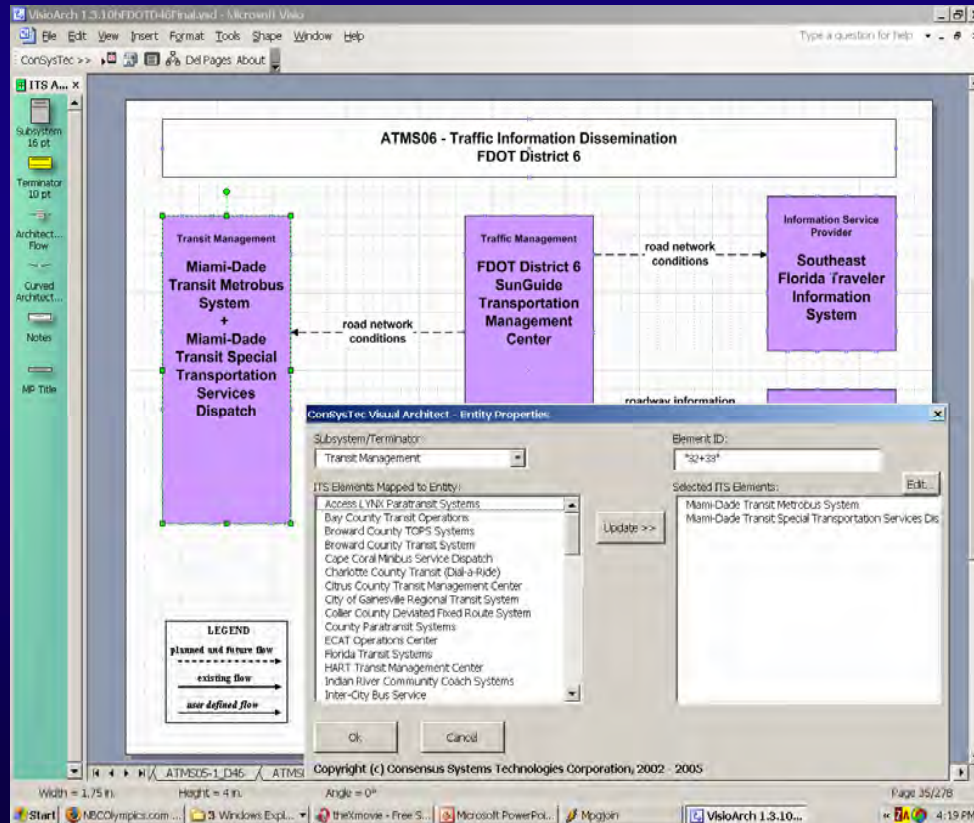 VisioArch 1.3.10bFDOTD46Final.vsd - Microsoft Visio
File Edit View Insert Format Tools Shape Window Help
Type a question for help
ConSysTec >>
Del Pages About
ITS A...
Subsystem
16 pt
Terminator
10 pt
Architect...
Flow
Curved
Architect...
Notes
MP Title
ATMS06 - Traffic Information Dissemination
FDOT District 6
Transit Management
Miami-Dade
Transit Metrobus
System
+
Miami-Dade
Transit Special
Transportation
Services
Dispatch
road network
conditions
Traffic Management
FDOT District 6
SunGuide
Transportation
Management
Center
road network
conditions
Information Service
Provider
Southeast
Florida Traveler
Information
System
roadway information
LEGEND
planned and future flow
existing flow
user defined flow
ConSysTec Visual Architect - Entity Properties
Subsystem/Terminator
Transit Management
Element ID:
"32+33"
ITS Elements Mapped to Entity:
Access LYNX Paratransit Systems
Bay County Transit Operations
Broward County TOPS Systems
Broward County Transit System
Cape Coral Minibus Service Dispatch
Charlotte County Transit (Dial-a-Ride)
Citrus County Transit Management Center
City of Gainesville Regional Transit System
Collier County Deviated Fixed Route System
County Paratransit Systems
ECAT Operations Center
Florida Transit Systems
HART Transit Management Center
Indian River Community Coach Systems
Inter-City Bus Service
Update >>
Selected ITS Elements:
Edit...
Miami-Dade Transit Metrobus System
Miami-Dade Transit Special Transportation Services Dis
Ok
Cancel
Copyright (c) Consensus Systems Technologies Corporation, 2002 - 2005
ATMS05-1_D46
ATMS
Width = 1.75 in.
Height = 4 in.
Angle = 0°
Page 35/278
Start
NBCOlympics.com ...
3 Windows Expl...
theXmovie - Free S...
Microsoft PowerPoi...
Mpgjoin
VisioArch 1.3.10...
4:19 PM